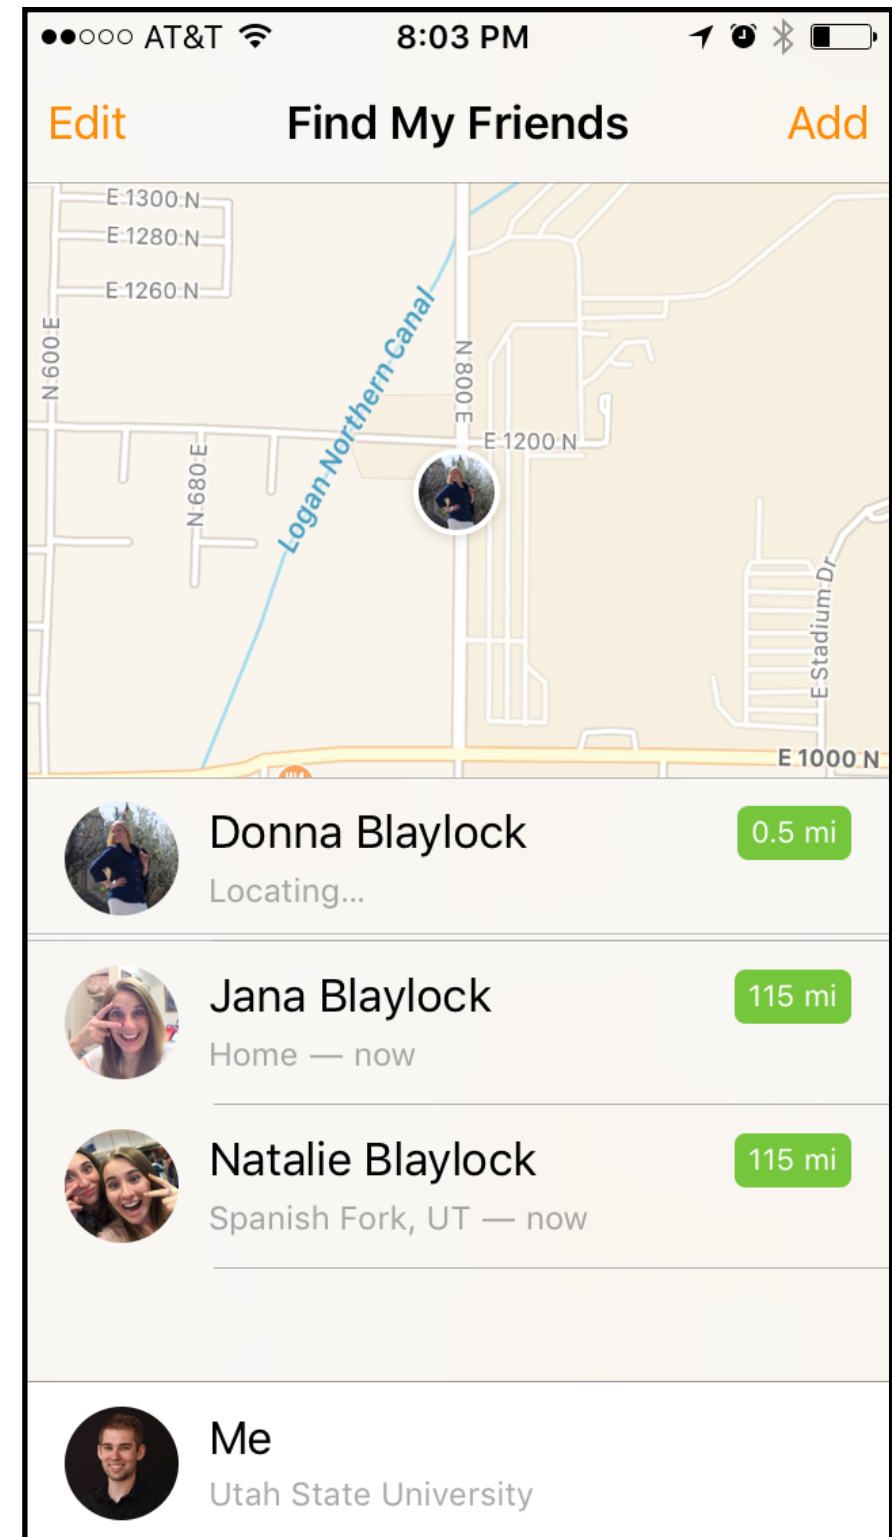 AT&T 8:03 PM
Edit Find My Friends Add
E 1300 N
E 1280 N
E 1260 N
N 600 E
Logan Northern Canal
N 800 E
E 1200 N
N 680 E
E Stadium Dr
E 1000 N
Donna Blaylock 0.5 mi
Locating...
Jana Blaylock 115 mi
Home — now
Natalie Blaylock 115 mi
Spanish Fork, UT — now
Me
Utah State University